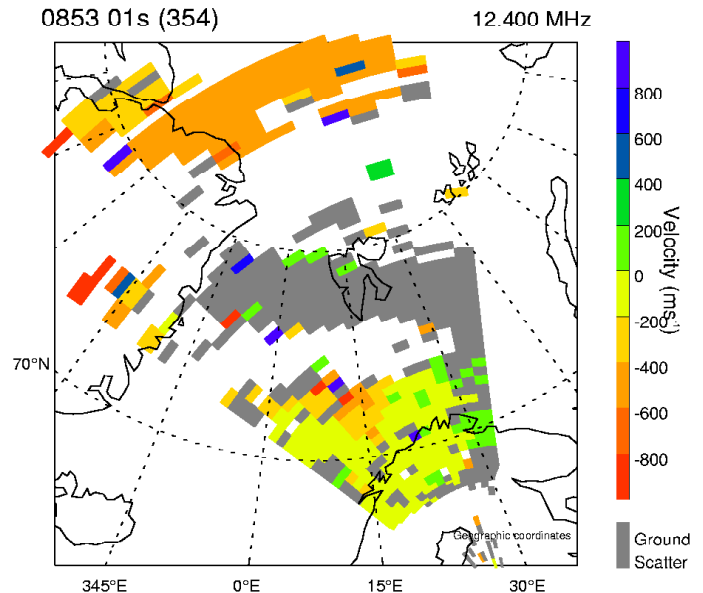 0853 01s (354)
12.400 MHz
800
600
400
200
0
-200
-400
-600
-800
Velocity (ms-1)
Ground
Scatter
70°N
Geographic coordinates
345°E
0°E
15°E
30°E